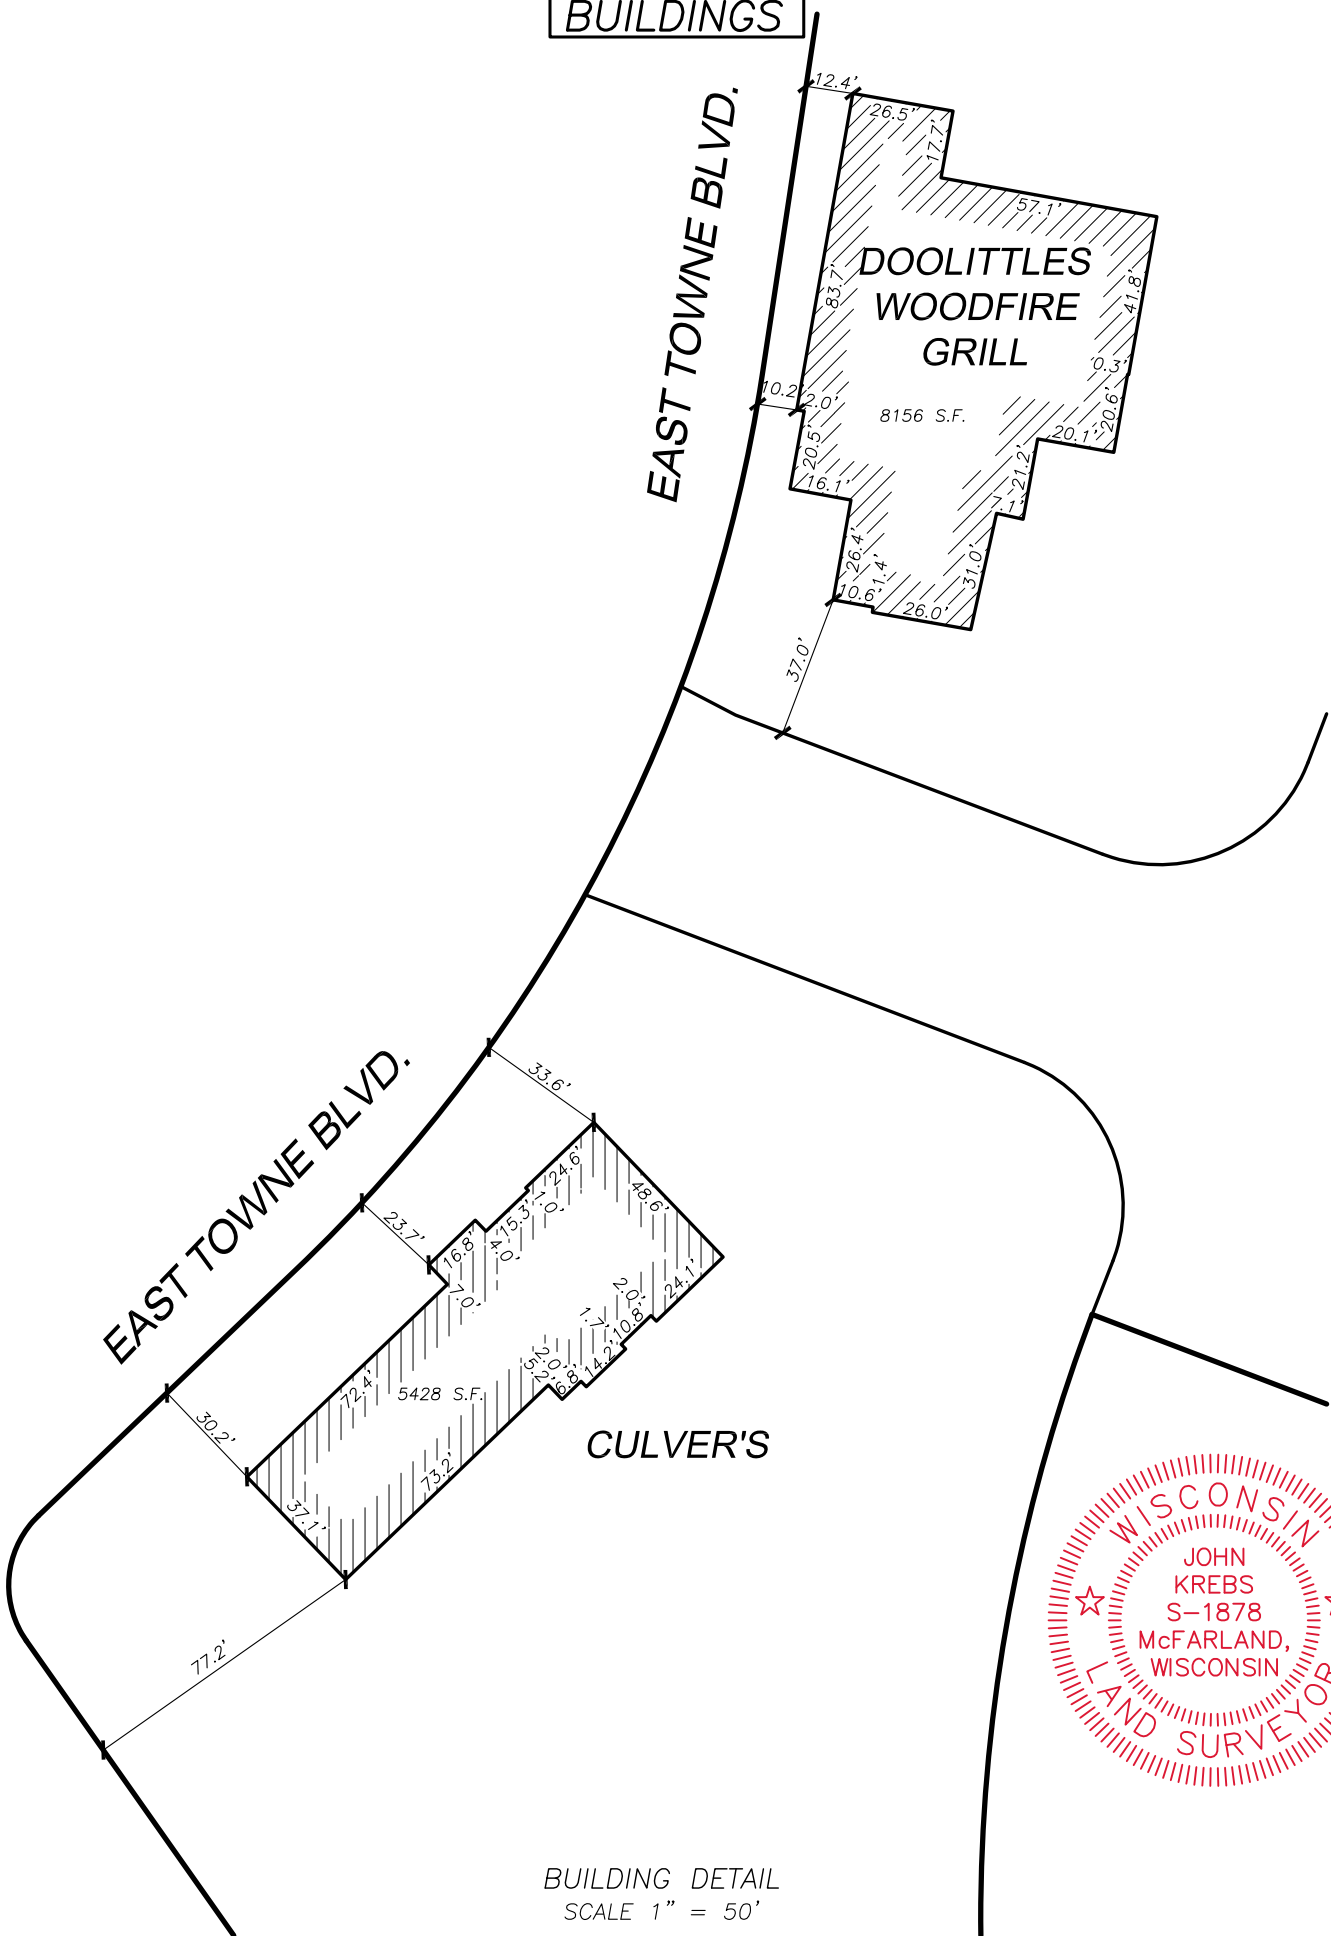 BUILDINGS
EAST TOWNE BLVD.
12.4'
26.5'
17.7'
57.1'
83.7'
DOOLITTLES
WOODFIRE
GRILL
41.8'
0.3'
8156 S.F.
10.2'
2.0'
20.5'
20.6'
20.1'
21.2'
7.1'
16.1'
26.4'
1.4'
31.0'
10.6'
26.0'
37.0'
EAST TOWNE BLVD.
33.6'
24.6'
48.6'
1.0'
15.3'
23.7'
16.8'
4.0'
7.0'
24.1'
2.0'
10.8'
1.7'
14.2'
2.0'
5.2'
6.8'
72.4'
5428 S.F.
CULVER'S
30.2'
73.2'
37.1'
77.2'
WISCONSIN
JOHN
KREBS
S-1878
McFARLAND,
WISCONSIN
LAND SURVEYOR
BUILDING DETAIL
SCALE 1" = 50'